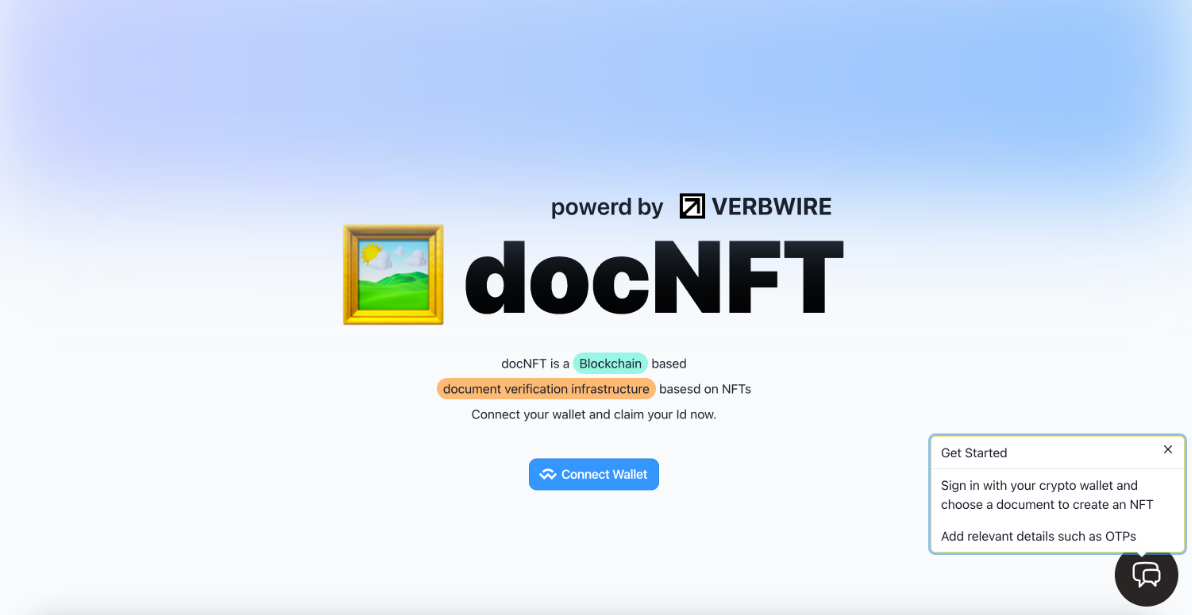 powerd by VERBWIRE
docNFT
docNFT is a Blockchain based
document verification infrastructure basesd on NFTs
Connect your wallet and claim your Id now.
Connect Wallet
Get Started
Sign in with your crypto wallet and
choose a document to create an NFT
Add relevant details such as OTPs